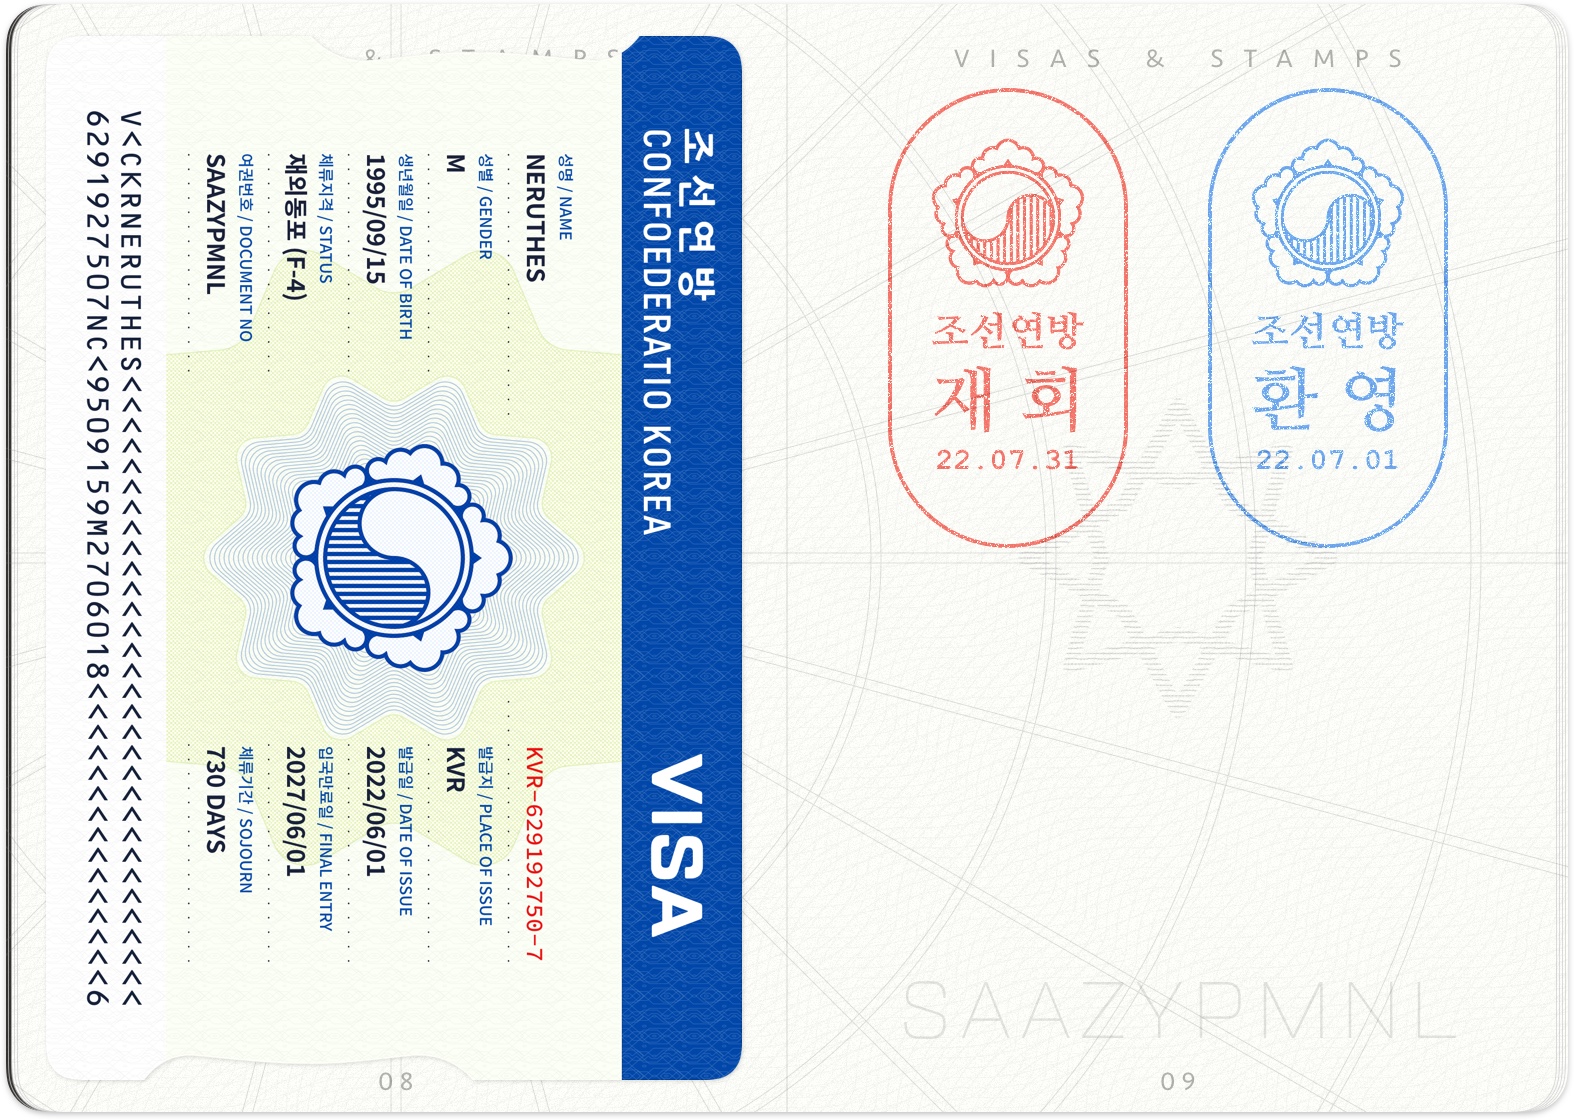 & STAMPS
조선연방
CONFOEDERATIO KOREA
VISA
성명 / NAME
NERUTHES
KVR-629192750-7
성별 / GENDER
M
발급지 / PLACE OF ISSUE
KVR
생년월일 / DATE OF BIRTH
1995/09/15
발급일 / DATE OF ISSUE
2022/06/01
체류자격 / STATUS
재외동포 (F-4)
입국만료일 / FINAL ENTRY
2027/06/01
여권번호 / DOCUMENT NO
SAAZYPMNL
체류기간 / SOJOURN
730 DAYS
V<CKRNERUTHES<<<<<<<<<<<<<<<<<<<<<<<<<<<<<<<
6291927507NC<9509159M2706018<<<<<<<<<<<<<<<6
08
VISAS & STAMPS
조선연방
재회
22.07.31
조선연방
환영
22.07.01
SAAZYPMNL
09